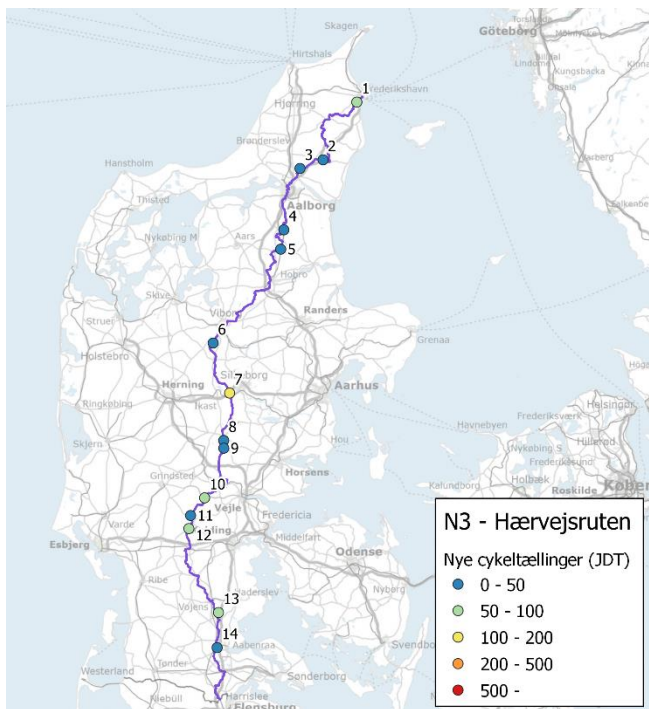 Skagen
Göteborg
Hirtshals
1
Frederikshavn
Hjørring
Brønderslev
2
3
Hanstholm
Aalborg
Thisted
4
Nykøbing M
Aars
5
Hobro
Skive
Viborg
Randers
Struer
6
Grenaa
Holstebro
7
Silkeborg
Herning
Aarhus
Ringkøbing
Ikast
8
Skjern
Hou
9
Havnebyen
Helsingør
Frederiksværk
Nykøbing S
Hillerød
Frederikssund
Holbæk
Kalundborg
Roskilde
Grindsted
Horsens
10
Vejle
11
Varde
Fredericia
12
Esbjerg
Middelfart
Odense
Ribe
Nyborg
13
Vojens
Haderslev
Svendborg
14
Aabenraa
Westerland
Tønder
Sønderborg
Niebüll
Harrislee
Flensburg
N3 - Hærvejsruten
Nye cykeltællinger (JDT)
0 - 50
50 - 100
100 - 200
200 - 500
500 -